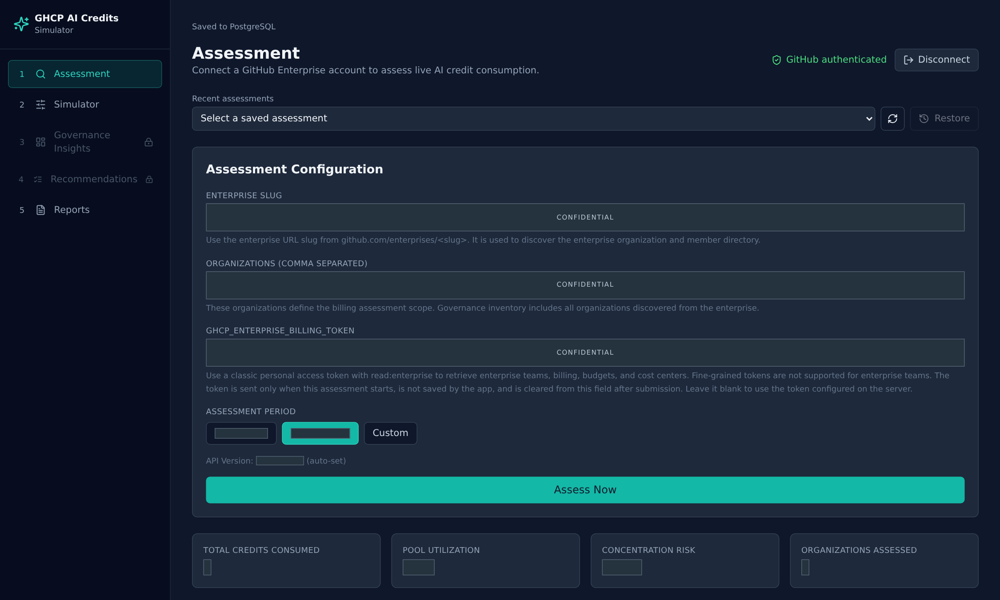 GHCP AI Credits
Simulator
1 Assessment
2 Simulator
3 Governance
Insights
4 Recommendations
5 Reports
Saved to PostgreSQL
Assessment
Connect a GitHub Enterprise account to assess live AI credit consumption.
GitHub authenticated
Disconnect
Recent assessments
Select a saved assessment
Restore
Assessment Configuration
ENTERPRISE SLUG
CONFIDENTIAL
Use the enterprise URL slug from github.com/enterprises/<slug>. It is used to discover the enterprise organization and member directory.
ORGANIZATIONS (COMMA SEPARATED)
CONFIDENTIAL
These organizations define the billing assessment scope. Governance inventory includes all organizations discovered from the enterprise.
GHCP_ENTERPRISE_BILLING_TOKEN
CONFIDENTIAL
Use a classic personal access token with read:enterprise to retrieve enterprise teams, billing, budgets, and cost centers. Fine-grained tokens are not supported for enterprise teams. The
token is sent only when this assessment starts, is not saved by the app, and is cleared from this field after submission. Leave it blank to use the token configured on the server.
ASSESSMENT PERIOD
Custom
API Version: (auto-set)
Assess Now
TOTAL CREDITS CONSUMED
POOL UTILIZATION
CONCENTRATION RISK
ORGANIZATIONS ASSESSED